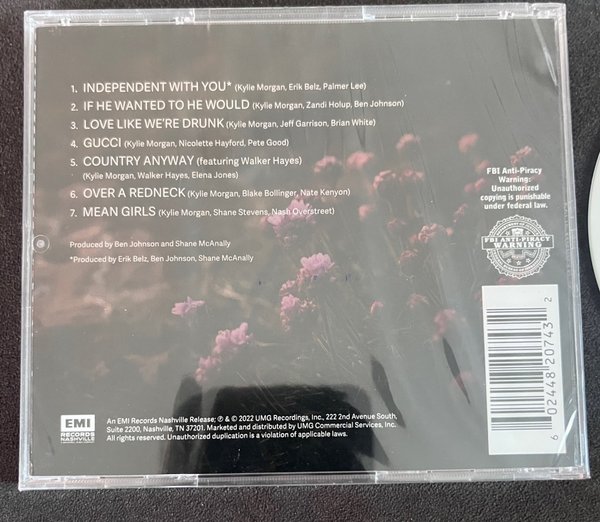 1. INDEPENDENT WITH YOU* (Kylie Morgan, Erik Belz, Palmer Lee)
2. IF HE WANTED TO HE WOULD (Kylie Morgan, Zandi Holup, Ben Johnson)
3. LOVE LIKE WE'RE DRUNK (Kylie Morgan, Jeff Garrison, Brian White)
4. GUCCI (Kylie Morgan, Nicolette Hayford, Pete Good)
5. COUNTRY ANYWAY (featuring Walker Hayes)
(Kylie Morgan, Walker Hayes, Elena Jones)
6. OVER A REDNECK (Kylie Morgan, Blake Bollinger, Nate Kenyon)
7. MEAN GIRLS (Kylie Morgan, Shane Stevens, Nash Overstreet)
Produced by Ben Johnson and Shane McAnally
*Produced by Erik Belz, Ben Johnson, Shane McAnally
FBI Anti-Piracy
Warning:
Unauthorized
copying is punishable
under federal law.
FBI ANTI-PIRACY
WARNING
6 02448 20743 2
EMI
RECORDS
NASHVILLE
An EMI Records Nashville Release; ℗ & © 2022 UMG Recordings, Inc., 222 2nd Avenue South,
Suite 2200, Nashville, TN 37201. Marketed and distributed by UMG Commercial Services, Inc.
All rights reserved. Unauthorized duplication is a violation of applicable laws.